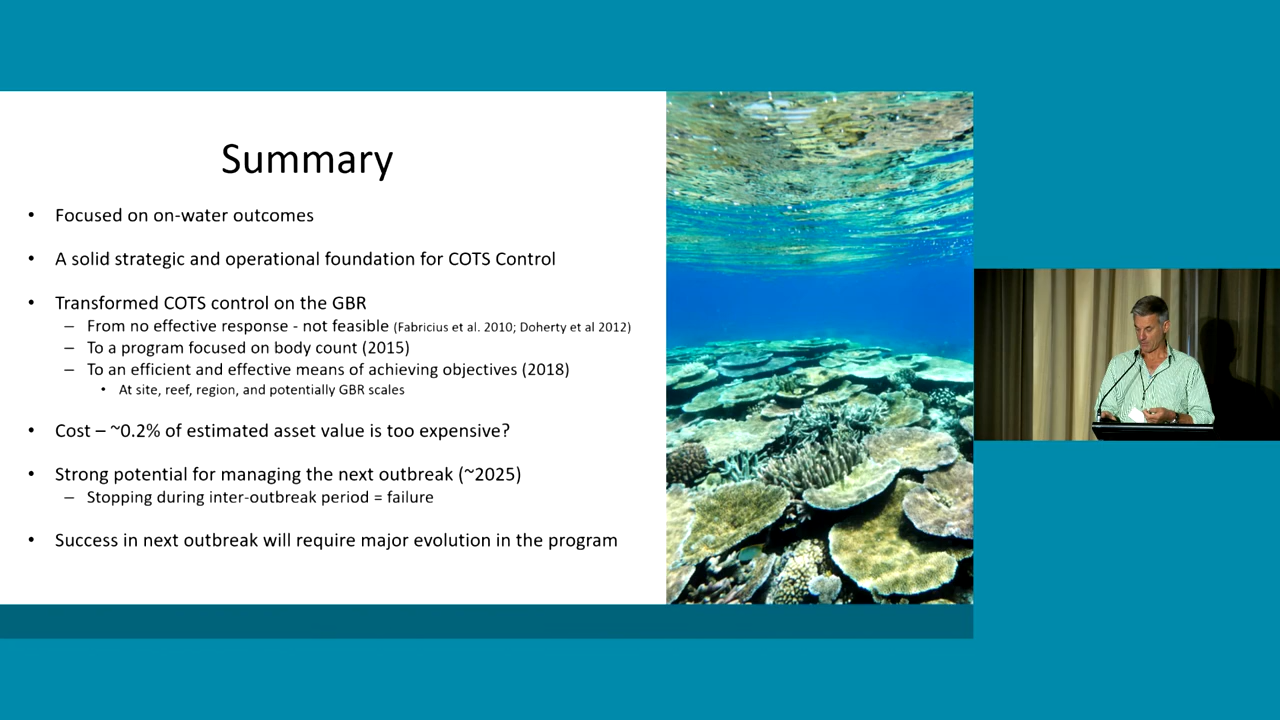 Summary
• Focused on on-water outcomes
• A solid strategic and operational foundation for COTS Control
• Transformed COTS control on the GBR
– From no effective response - not feasible (Fabricius et al. 2010; Doherty et al 2012)
– To a program focused on body count (2015)
– To an efficient and effective means of achieving objectives (2018)
• At site, reef, region, and potentially GBR scales
• Cost – ~0.2% of estimated asset value is too expensive?
• Strong potential for managing the next outbreak (~2025)
– Stopping during inter-outbreak period = failure
• Success in next outbreak will require major evolution in the program